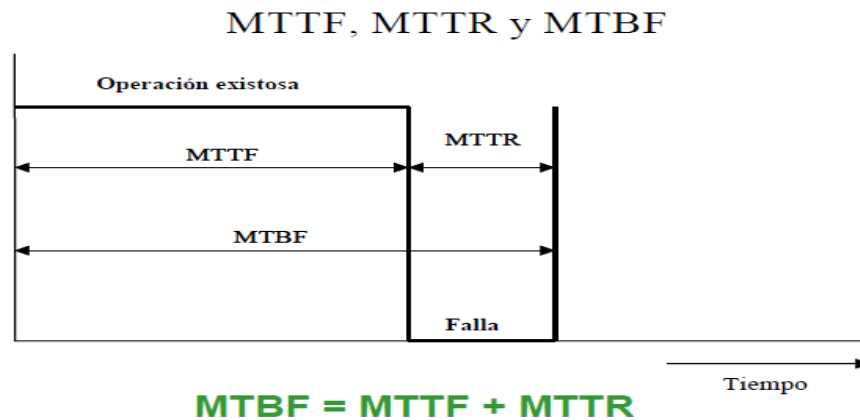 MTTF, MTTR y MTBF
Operación existosa
MTTR
MTTF
MTBF
Falla
Tiempo
MTBF = MTTF + MTTR